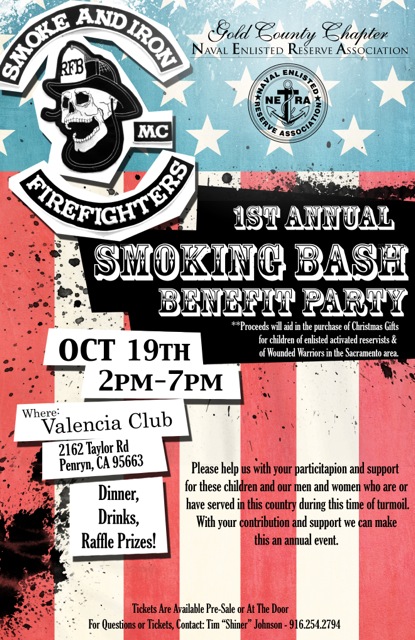 SMOKE AND IRON
RFB
MC
FIREFIGHTERS
Gold County Chapter
NAVAL ENLISTED RESERVE ASSOCIATION
NAVAL ENLISTED
NE RA
RESERVE ASSOCIATION
1ST ANNUAL
SMOKING BASH
BENEFIT PARTY
**Proceeds will aid in the purchase of Christmas Gifts
for children of enlisted activated reservists &
of Wounded Warriors in the Sacramento area.
OCT 19TH
2PM-7PM
Where:
Valencia Club
2162 Taylor Rd
Penryn, CA 95663
Dinner,
Drinks,
Raffle Prizes!
Please help us with your particitapion and support
for these children and our men and women who are or
have served in this country during this time of turmoil.
With your contribution and support we can make
this an annual event.
Tickets Are Available Pre-Sale or At The Door
For Questions or Tickets, Contact: Tim "Shiner" Johnson - 916.254.2794